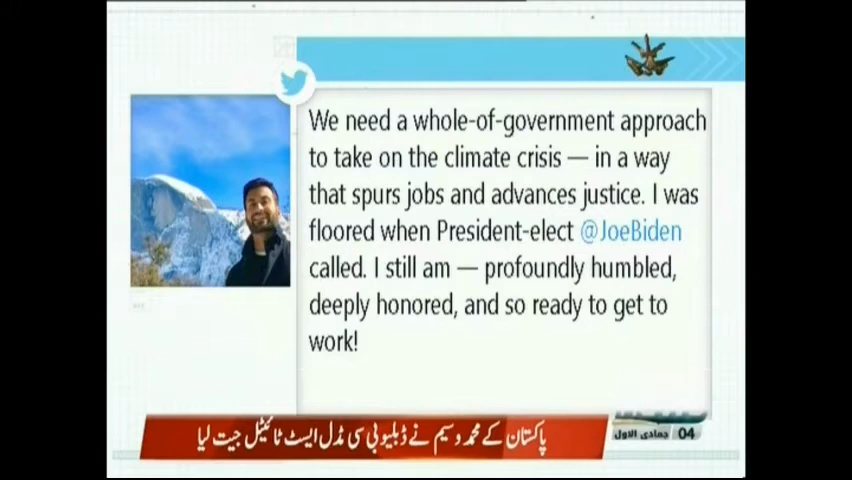 We need a whole-of-government approach
to take on the climate crisis — in a way
that spurs jobs and advances justice. I was
floored when President-elect @JoeBiden
called. I still am — profoundly humbled,
deeply honored, and so ready to get to
work!
پاکستان کے محمد وسیم نے ڈبلیو بی سی مڈل ایسٹ ٹائیٹل جیت لیا
04 جمادی الاول